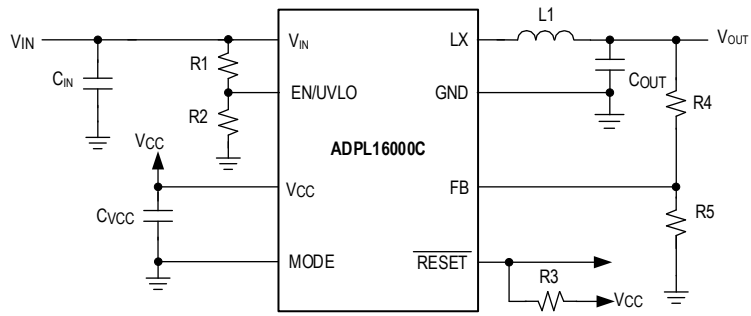 L1
VIN
VIN
LX
VOUT
R1
CIN
COUT
R4
EN/UVLO
GND
R2
VCC
ADPL16000C
VCC
FB
R5
CVCC
MODE
RESET
R3
VCC